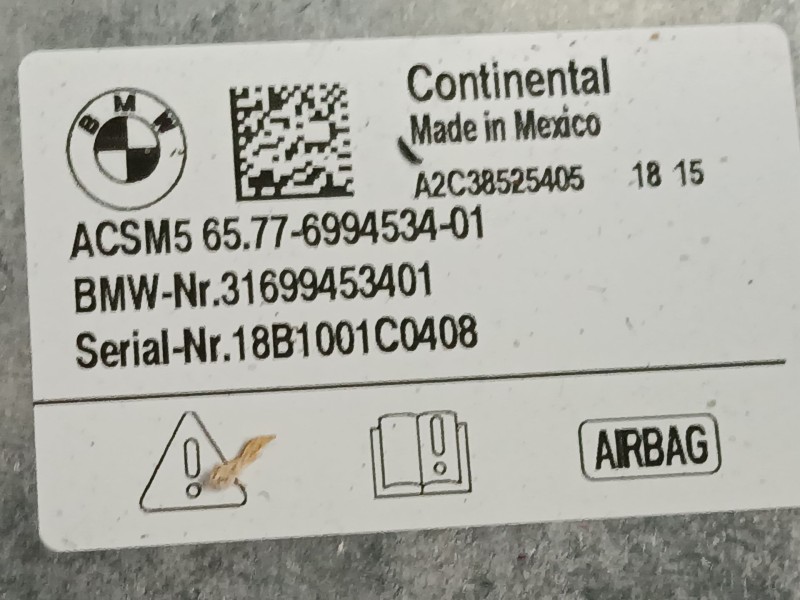 BMW
Continental
Made in Mexico
A2C38525405 18 15
ACSM5 65.77-6994534-01
BMW-Nr.31699453401
Serial-Nr.18B1001C0408
AIRBAG